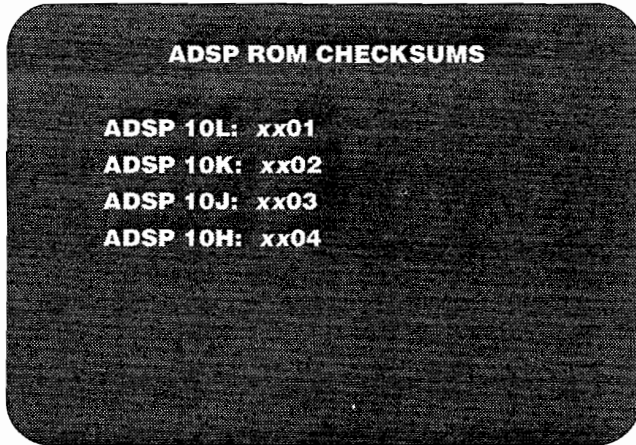 ADSP ROM CHECKSUMS
ADSP 10L: xx01
ADSP 10K: xx02
ADSP 10J: xx03
ADSP 10H: xx04